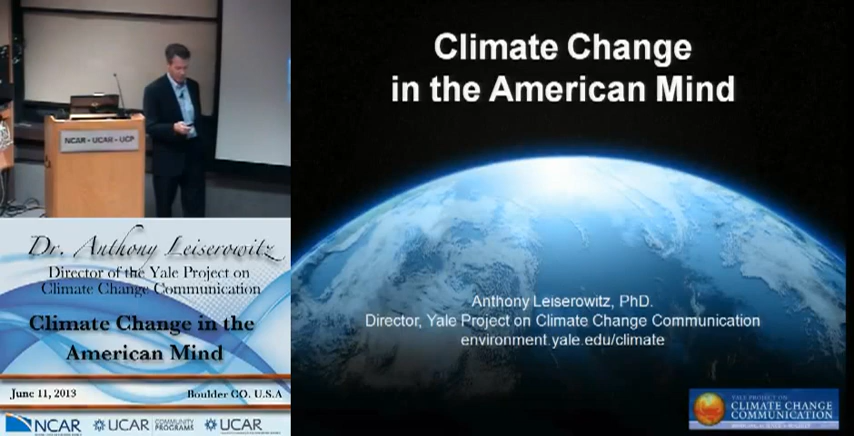 NCAR - UCAR - UCP
Dr. Anthony Leiserowitz
Director of the Yale Project on
Climate Change Communication
Climate Change in the
American Mind
June 11, 2013
Boulder CO. U.S.A
NCAR
UCAR
COMMUNITY
PROGRAMS
UCAR
Climate Change
in the American Mind
Anthony Leiserowitz, PhD.
Director, Yale Project on Climate Change Communication
environment.yale.edu/climate
YALE PROJECT ON
CLIMATE CHANGE
COMMUNICATION